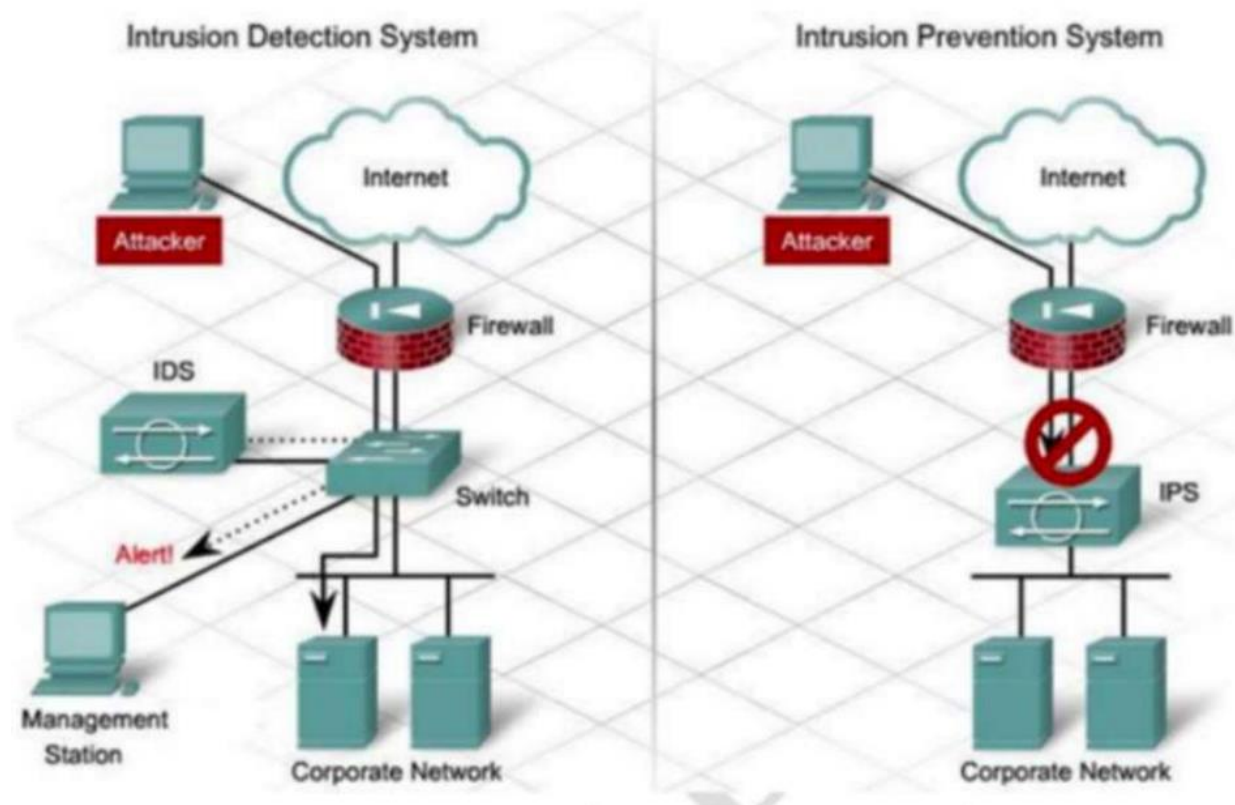 Intrusion Detection System
Internet
Attacker
Firewall
IDS
Switch
Alert!
Management
Station
Corporate Network
Intrusion Prevention System
Internet
Attacker
Firewall
IPS
Corporate Network